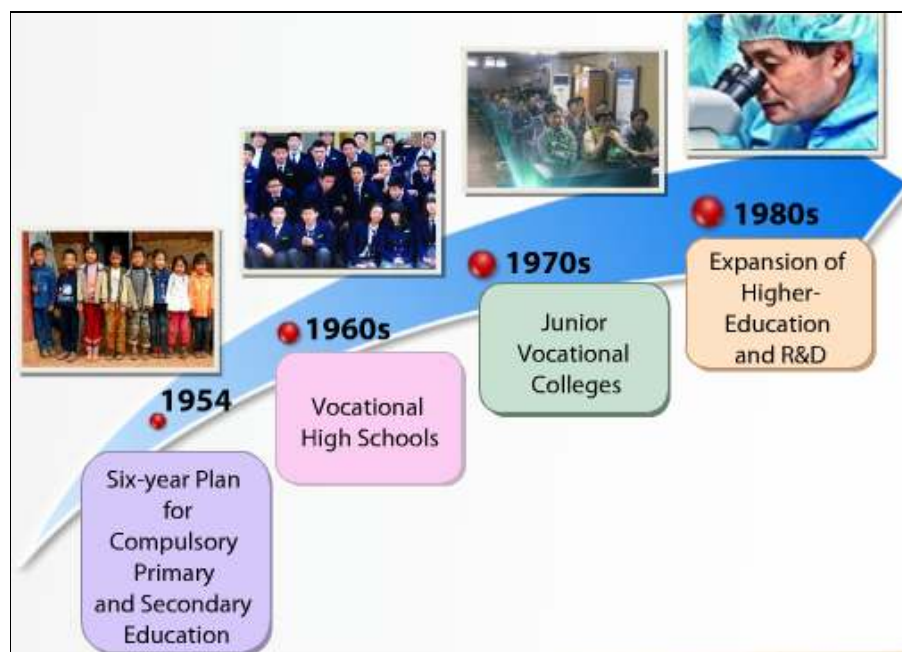 1954
Six-year Plan
for
Compulsory
Primary
and Secondary
Education
1960s
Vocational
High Schools
1970s
Junior
Vocational
Colleges
1980s
Expansion of
Higher-
Education
and R&D